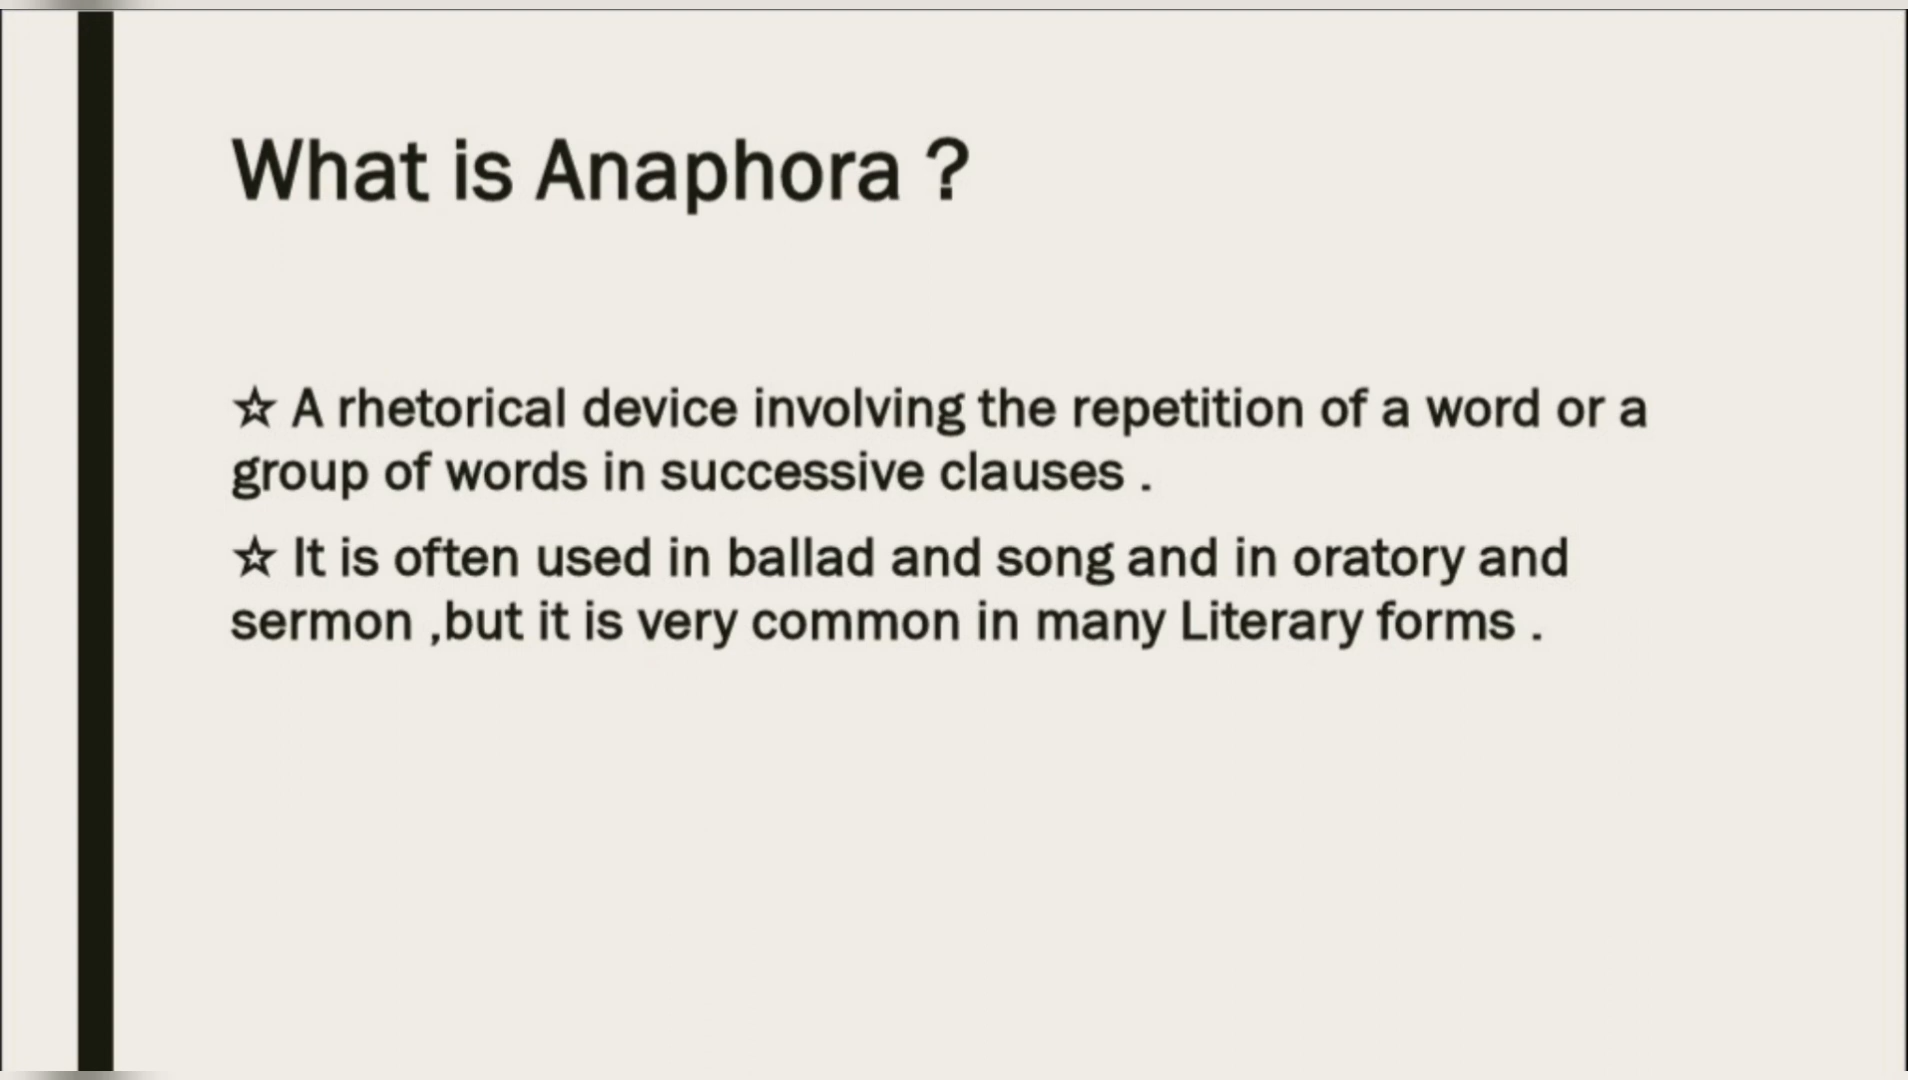 What is Anaphora ?
☆ A rhetorical device involving the repetition of a word or a
group of words in successive clauses .
☆ It is often used in ballad and song and in oratory and
sermon ,but it is very common in many Literary forms .